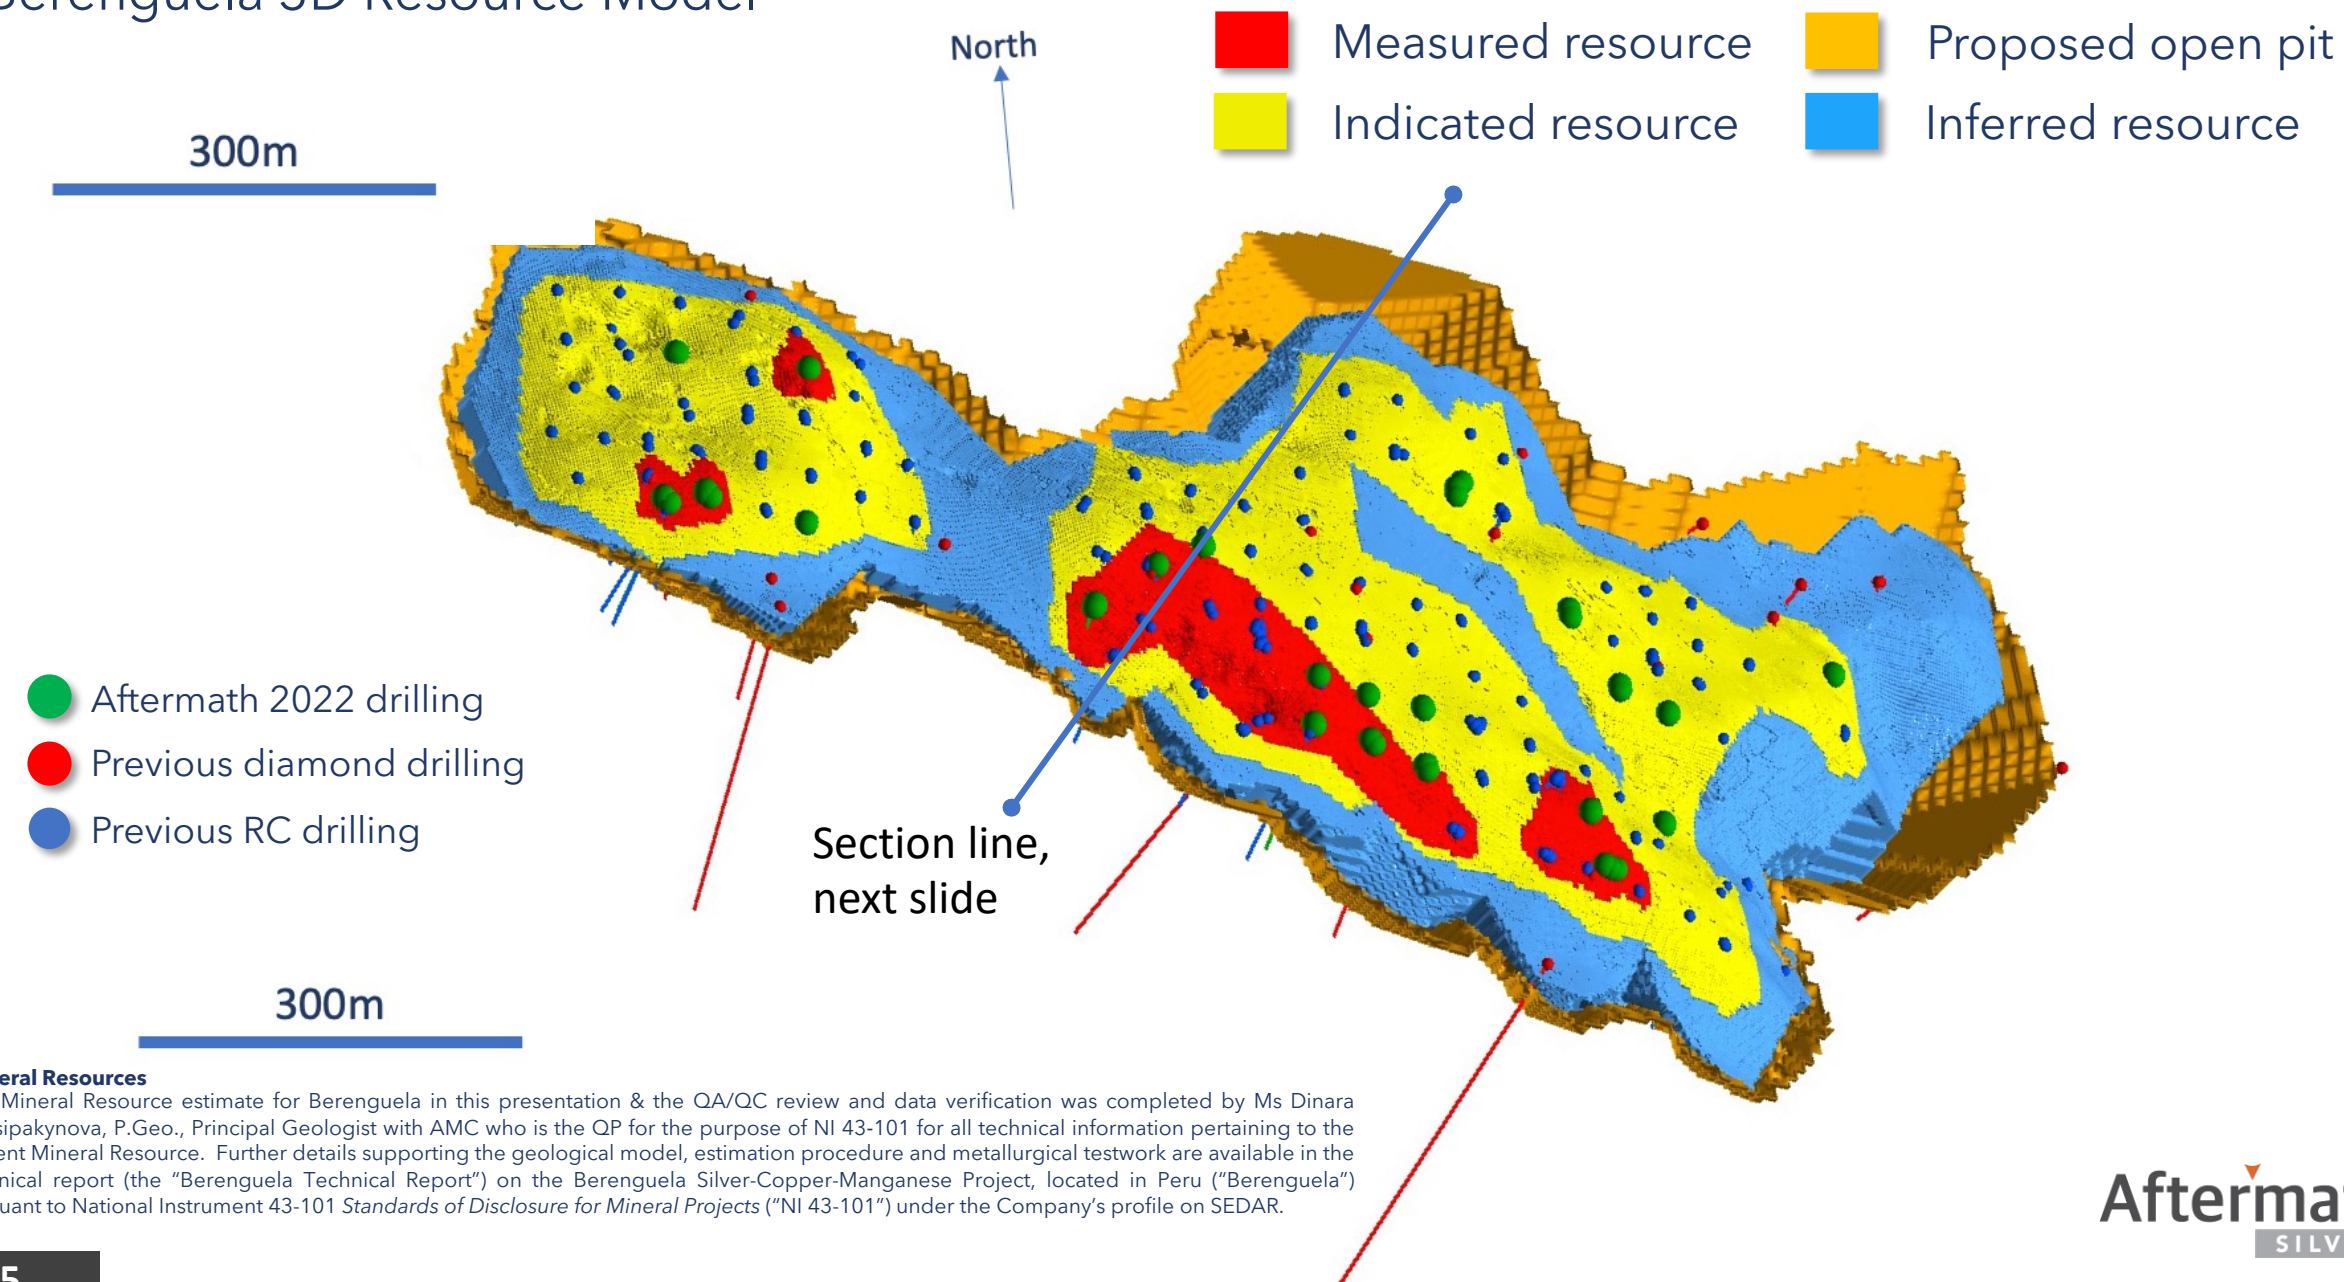 Berenguela 3D Resource Model
North
Measured resource
Proposed open pit
Indicated resource
Inferred resource
300m
Aftermath 2022 drilling
Previous diamond drilling
Previous RC drilling
Section line,
next slide
300m
eral Resources
Mineral Resource estimate for Berenguela in this presentation & the QA/QC review and data verification was completed by Ms Dinara
sipakynova, P.Geo., Principal Geologist with AMC who is the QP for the purpose of NI 43-101 for all technical information pertaining to the
ent Mineral Resource. Further details supporting the geological model, estimation procedure and metallurgical testwork are available in the
nical report (the “Berenguela Technical Report”) on the Berenguela Silver-Copper-Manganese Project, located in Peru (“Berenguela”)
uant to National Instrument 43-101 Standards of Disclosure for Mineral Projects (“NI 43-101”) under the Company’s profile on SEDAR.
Afterma
SILV
5